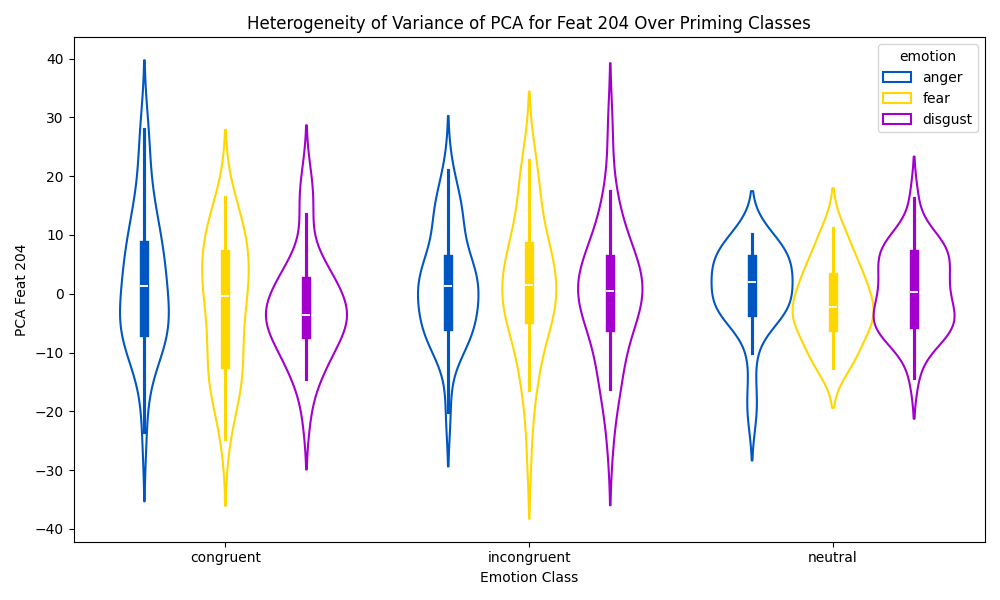 Heterogeneity of Variance of PCA for Feat 204 Over Priming Classes
emotion
anger
fear
disgust
PCA Feat 204
40
30
20
10
0
−10
−20
−30
−40
congruent
incongruent
neutral
Emotion Class